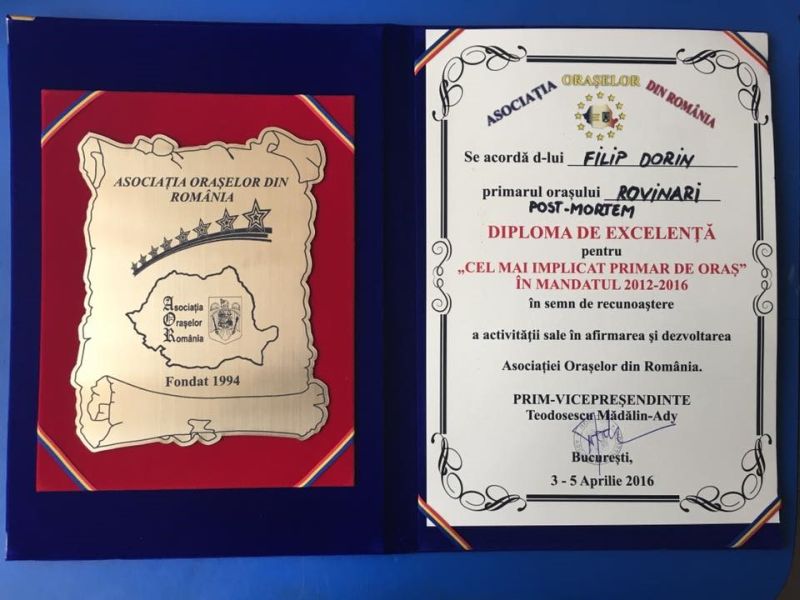 ASOCIAȚIA ORAȘELOR DIN
ROMÂNIA
Asociația
Orașelor
România
Fondat 1994
ASOCIAȚIA ORAȘELOR DIN ROMÂNIA
Se acordă d-lui FILIP DORIN
primarul orașului ROVINARI
POST-MORTEM
DIPLOMA DE EXCELENȚĂ
pentru
„CEL MAI IMPLICAT PRIMAR DE ORAȘ”
ÎN MANDATUL 2012-2016
în semn de recunoaștere
a activității sale în afirmarea și dezvoltarea
Asociației Orașelor din România.
PRIM-VICEPREȘENDINTE
Teodosescu Mădălin-Ady
București,
3 - 5 Aprilie 2016